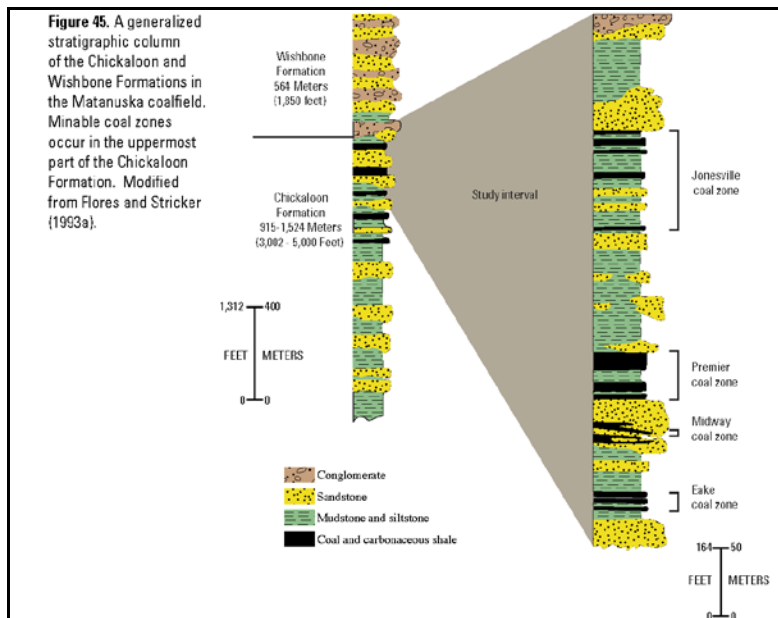 Figure 45. A generalized
stratigraphic column
of the Chickaloon and
Wishbone Formations in
the Matanuska coalfield.
Minable coal zones
occur in the uppermost
part of the Chickaloon
Formation. Modified
from Flores and Stricker
(1993a).
Wishbone
Formation
564 Meters
(1,850 feet)
Chickaloon
Formation
915-1,524 Meters
(3,002 - 5,000 Feet)
1,312 400
FEET METERS
0 0
Study interval
Jonesville
coal zone
Premier
coal zone
Midway
coal zone
Eake
coal zone
Conglomerate
Sandstone
Mudstone and siltstone
Coal and carbonaceous shale
164 50
FEET METERS
0 0